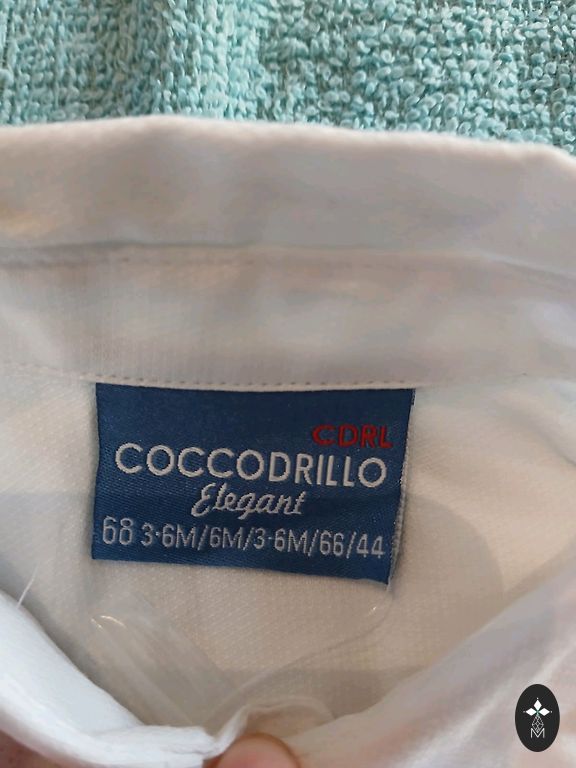 CDRL
COCCODRILLO
Elegant
68 3-6M/6M/3-6M/66/44
M